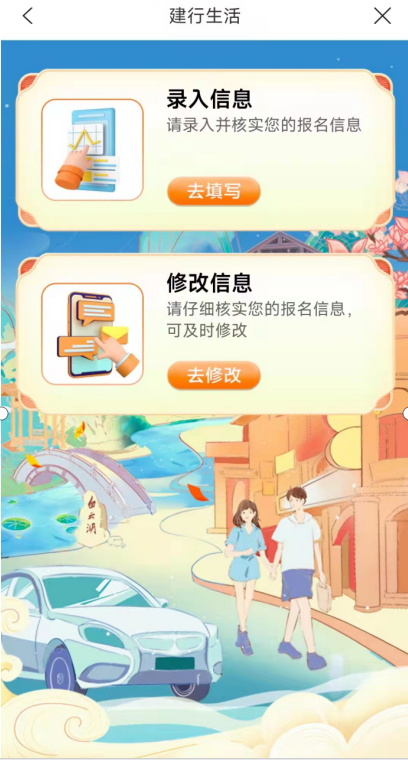 建行生活
录入信息
请录入并核实您的报名信息
去填写
修改信息
请仔细核实您的报名信息，
可及时修改
去修改
白云湖